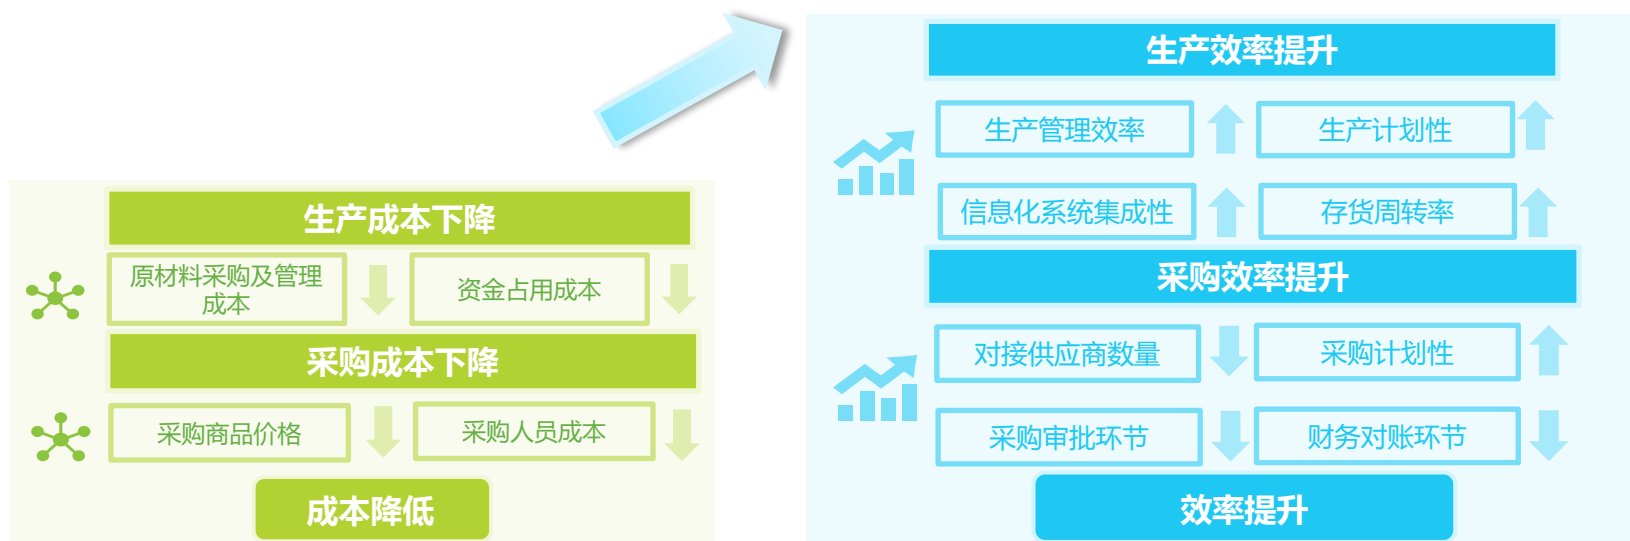 生产成本下降
原材料采购及管理
成本
资金占用成本
采购成本下降
采购商品价格
采购人员成本
成本降低
生产效率提升
生产管理效率
生产计划性
信息化系统集成性
存货周转率
采购效率提升
对接供应商数量
采购计划性
采购审批环节
财务对账环节
效率提升